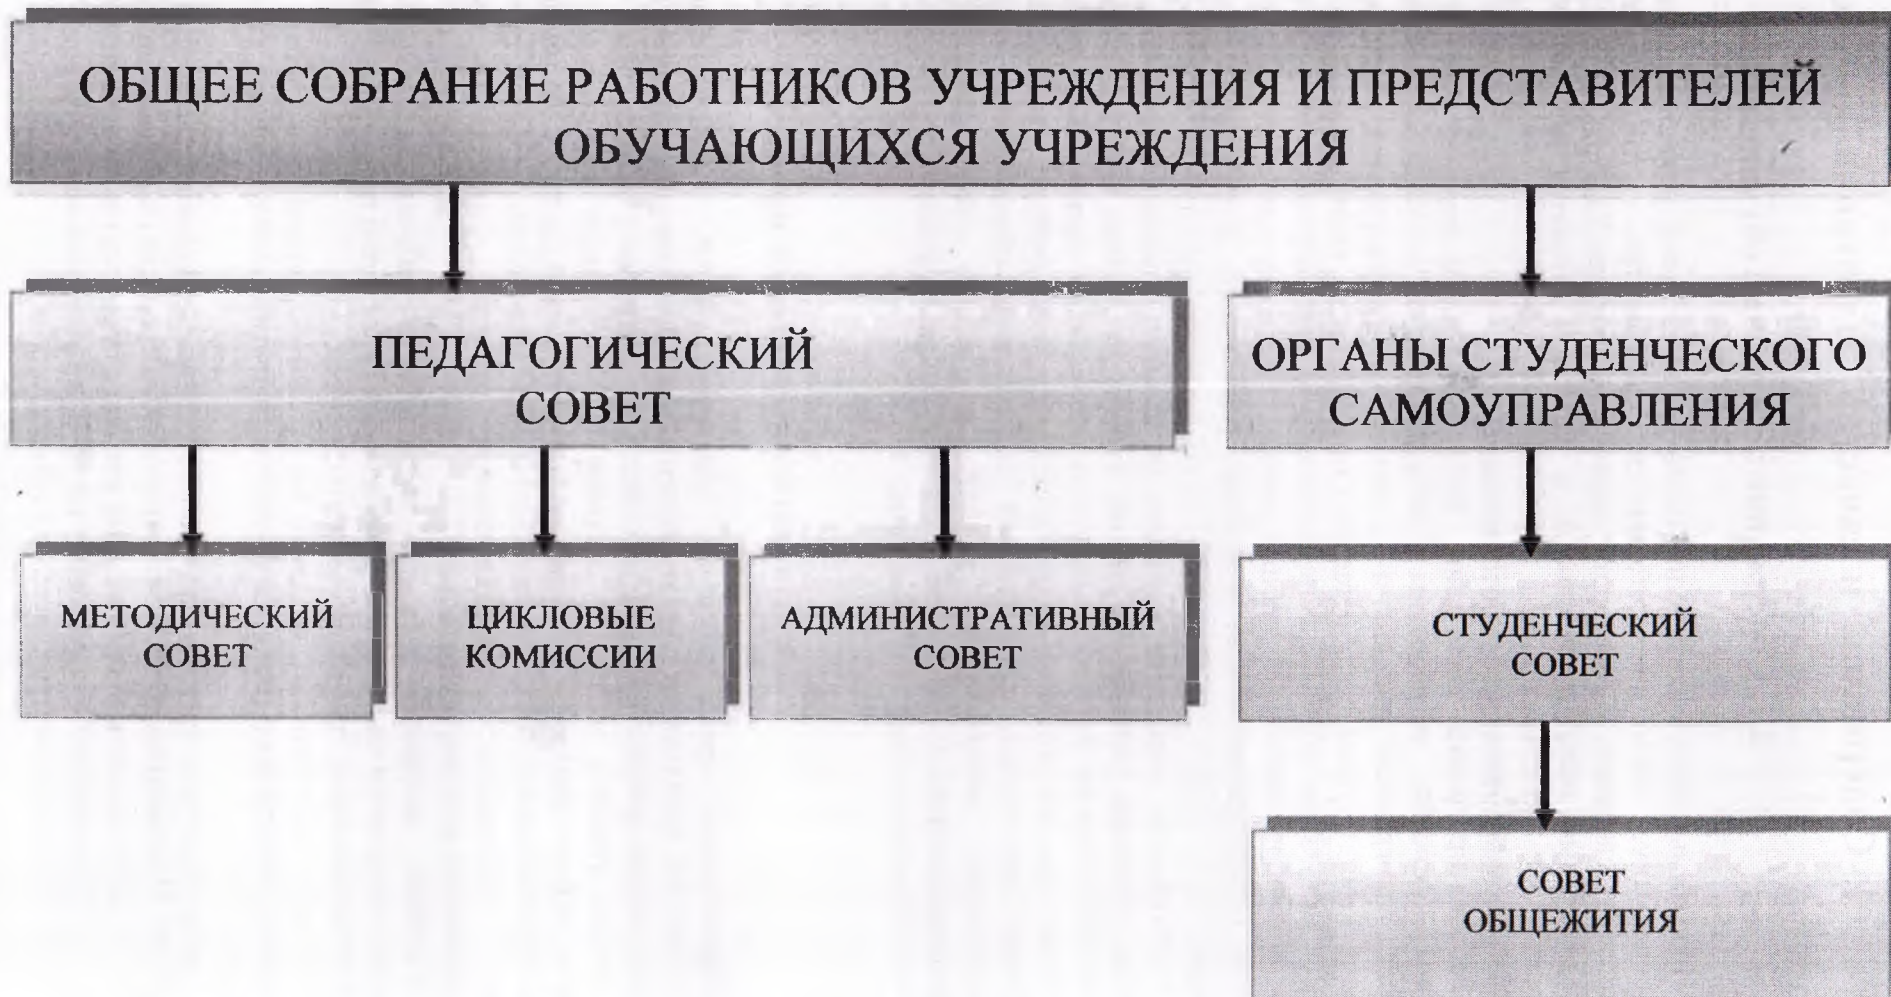 ОБЩЕЕ СОБРАНИЕ РАБОТНИКОВ УЧРЕЖДЕНИЯ И ПРЕДСТАВИТЕЛЕЙ
ОБУЧАЮЩИХСЯ УЧРЕЖДЕНИЯ
ПЕДАГОГИЧЕСКИЙ
СОВЕТ
ОРГАНЫ СТУДЕНЧЕСКОГО
САМОУПРАВЛЕНИЯ
МЕТОДИЧЕСКИЙ
СОВЕТ
ЦИКЛОВЫЕ
КОМИССИИ
АДМИНИСТРАТИВНЫЙ
СОВЕТ
СТУДЕНЧЕСКИЙ
СОВЕТ
СОВЕТ
ОБЩЕЖИТИЯ